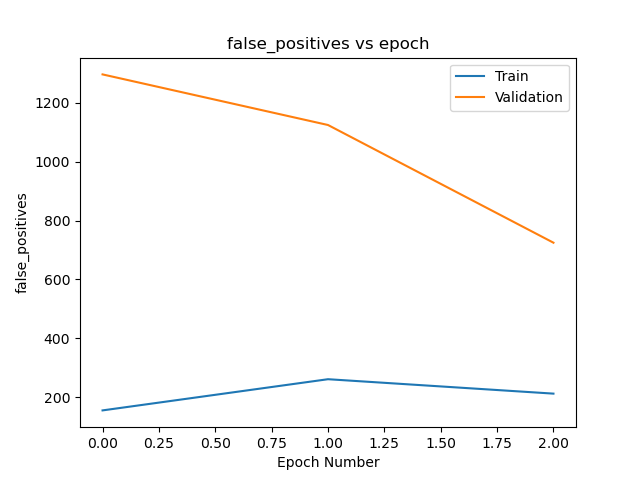 false_positives vs epoch
Train
Validation
1200
1000
800
600
400
200
false_positives
0.00 0.25 0.50 0.75 1.00 1.25 1.50 1.75 2.00
Epoch Number